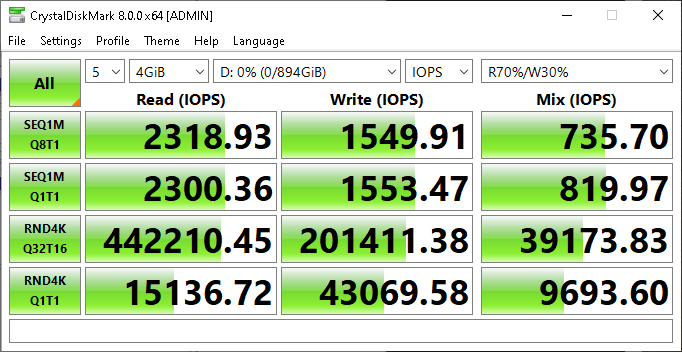 CrystalDiskMark 8.0.0 x64 [ADMIN]
File Settings Profile Theme Help Language
All 5 4GiB D: 0% (0/894GiB) IOPS R70%/W30%
Read (IOPS) Write (IOPS) Mix (IOPS)
SEQ1M
Q8T1
2318.93 1549.91 735.70
SEQ1M
Q1T1
2300.36 1553.47 819.97
RND4K
Q32T16
442210.45 201411.38 39173.83
RND4K
Q1T1
15136.72 43069.58 9693.60